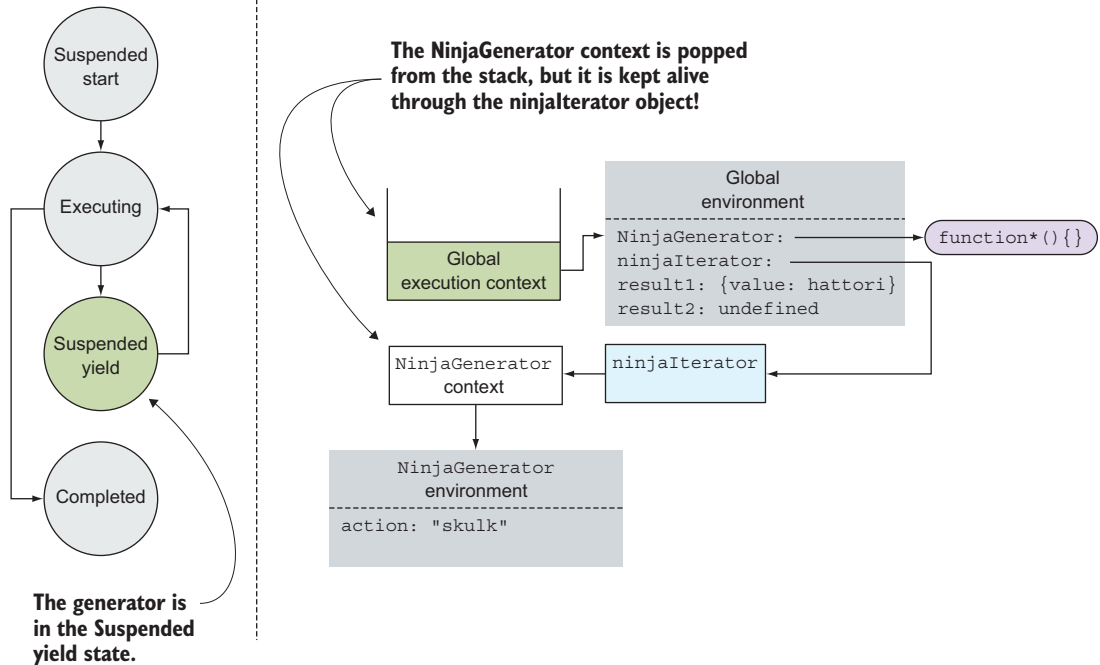 Suspended
start
Executing
Suspended
yield
Completed
The generator is
in the Suspended
yield state.
The NinjaGenerator context is popped
from the stack, but it is kept alive
through the ninjaIterator object!
Global
execution context
Global
environment
NinjaGenerator:
ninjaIterator:
result1: {value: hattori}
result2: undefined
function*(){}
NinjaGenerator
context
ninjaIterator
NinjaGenerator
environment
action: "skulk"